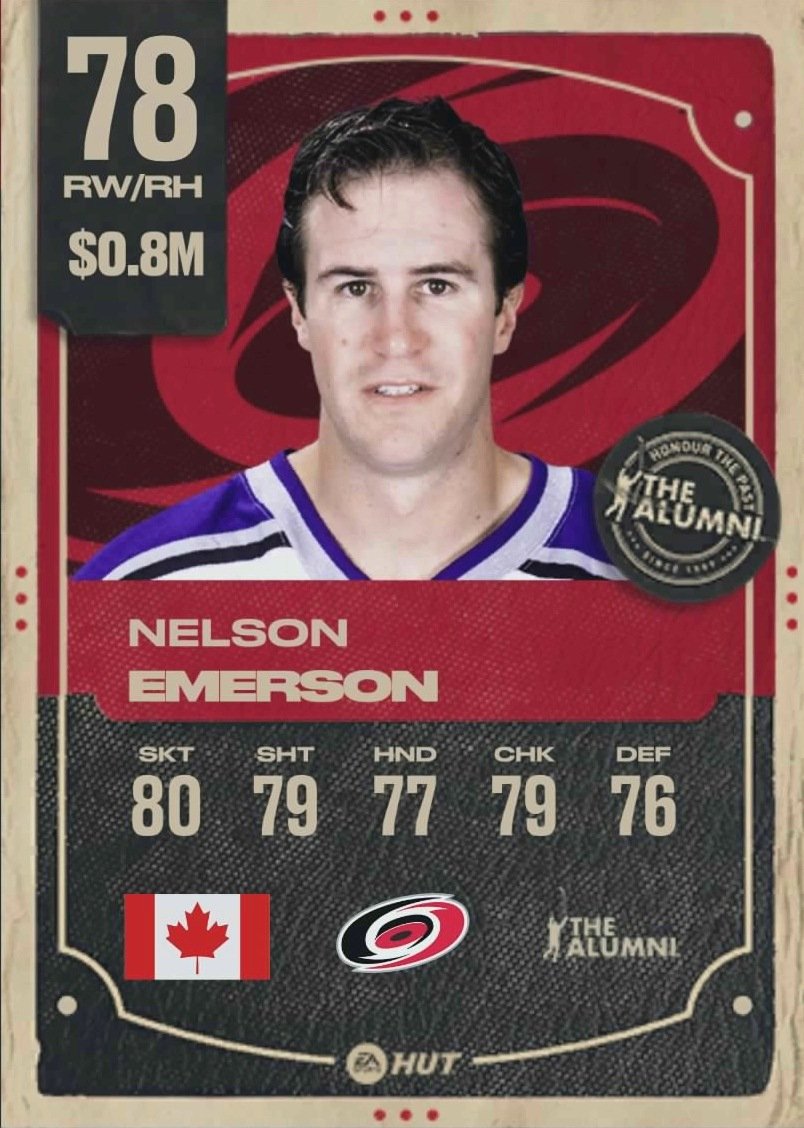 78
RW/RH
$0.8M
HONOUR THE PAST
THE
ALUMNI
NELSON
EMERSON
SKT SHT HND CHK DEF
80 79 77 79 76
THE
ALUMNI
EA HUT